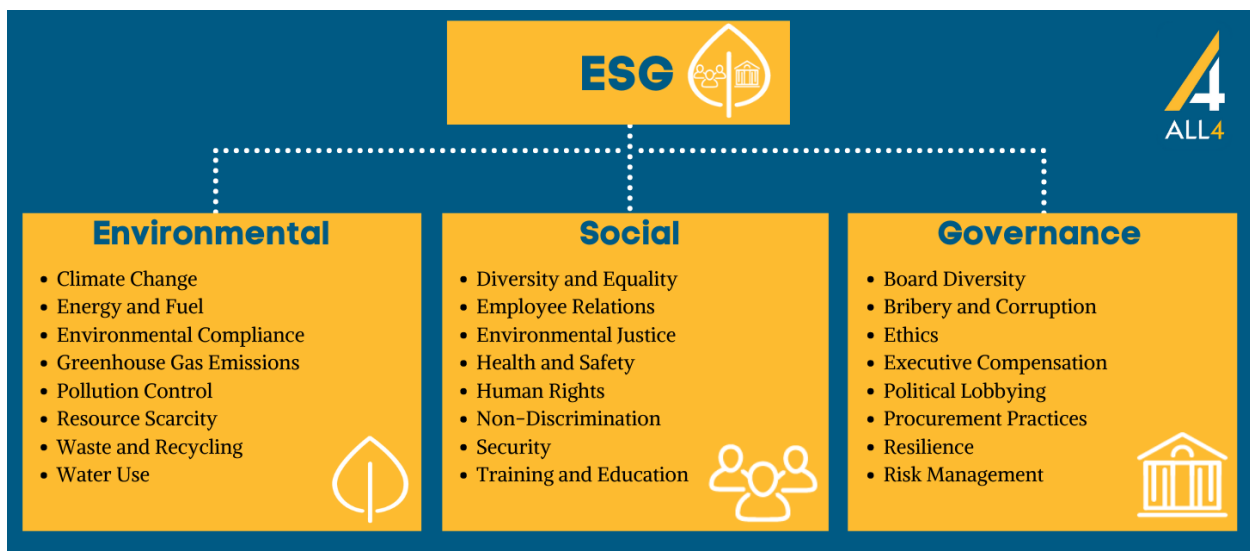 ESG
ALL4
Environmental
• Climate Change
• Energy and Fuel
• Environmental Compliance
• Greenhouse Gas Emissions
• Pollution Control
• Resource Scarcity
• Waste and Recycling
• Water Use
Social
• Diversity and Equality
• Employee Relations
• Environmental Justice
• Health and Safety
• Human Rights
• Non-Discrimination
• Security
• Training and Education
Governance
• Board Diversity
• Bribery and Corruption
• Ethics
• Executive Compensation
• Political Lobbying
• Procurement Practices
• Resilience
• Risk Management